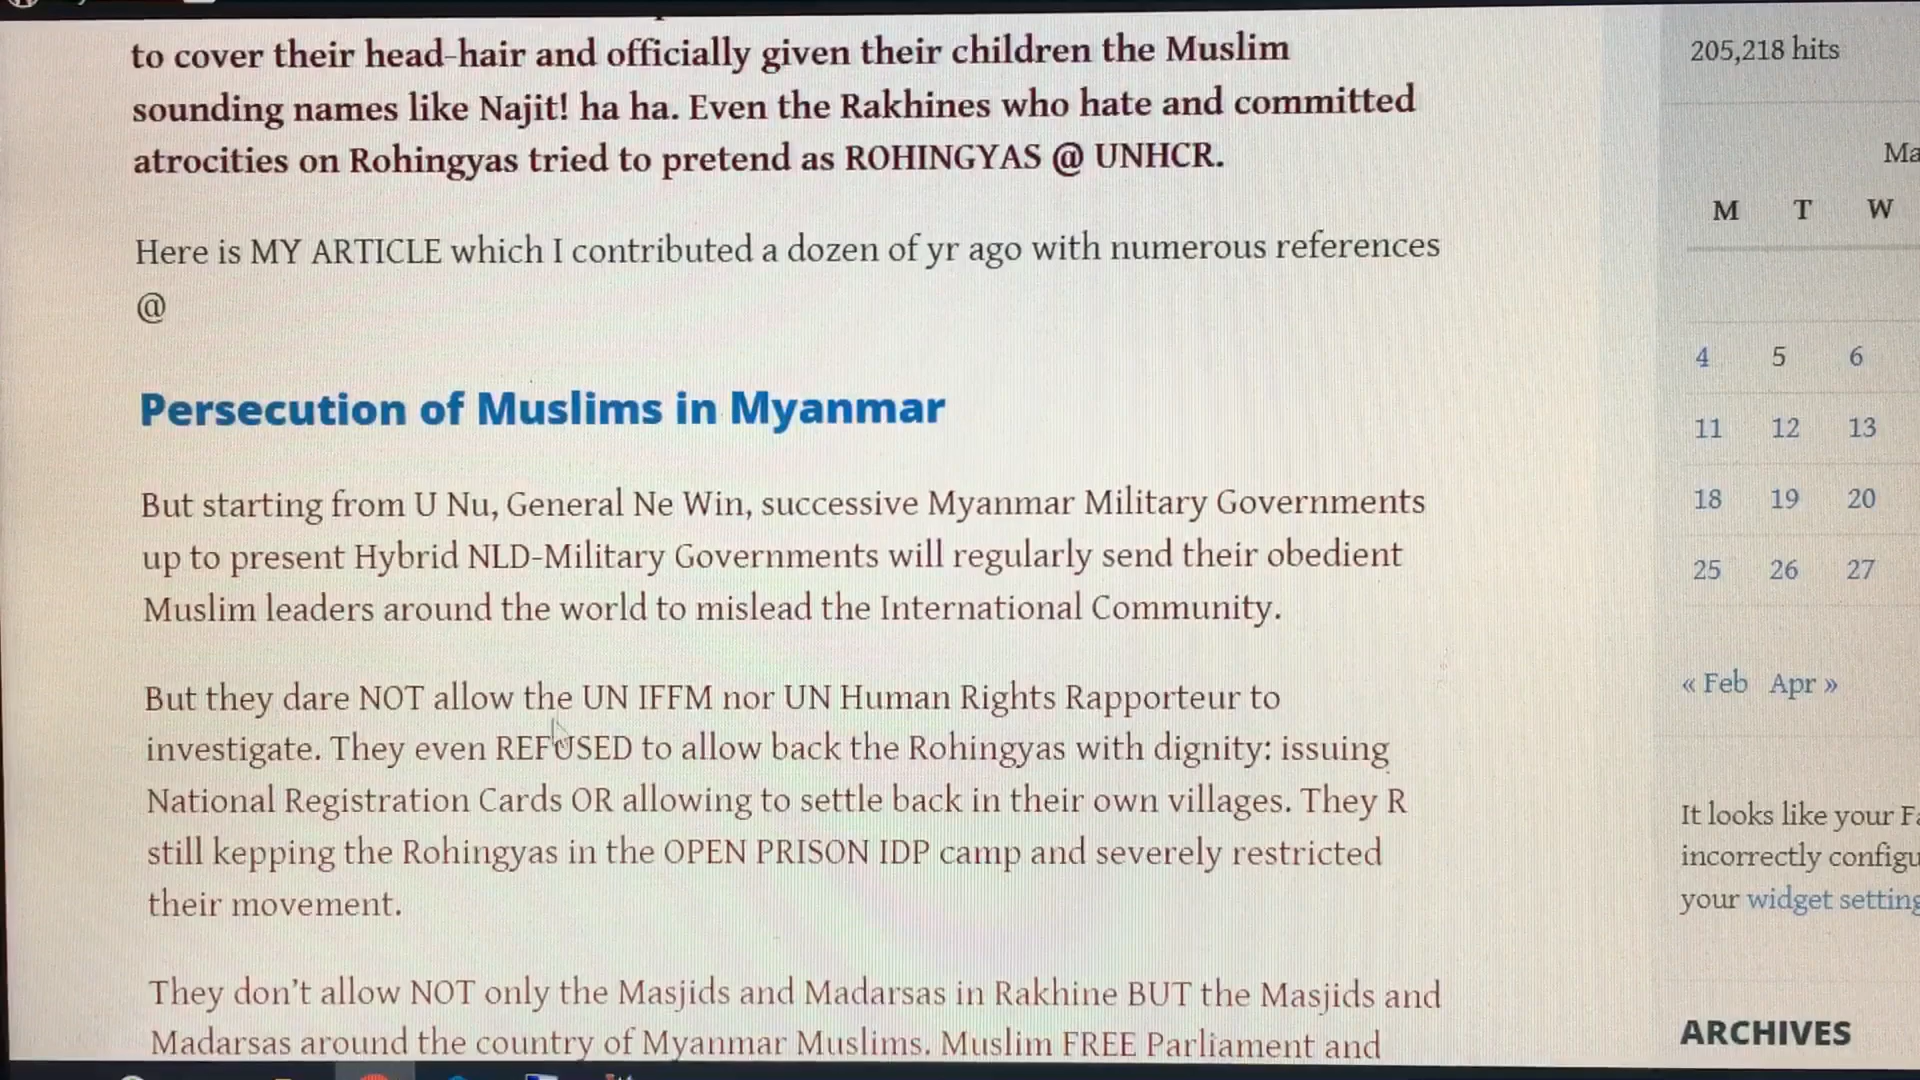 to cover their head-hair and officially given their children the Muslim
sounding names like Najit! ha ha. Even the Rakhines who hate and committed
atrocities on Rohingyas tried to pretend as ROHINGYAS @ UNHCR.
Here is MY ARTICLE which I contributed a dozen of yr ago with numerous references
@
Persecution of Muslims in Myanmar
But starting from U Nu, General Ne Win, successive Myanmar Military Governments
up to present Hybrid NLD-Military Governments will regularly send their obedient
Muslim leaders around the world to mislead the International Community.
But they dare NOT allow the UN IFFM nor UN Human Rights Rapporteur to
investigate. They even REFUSED to allow back the Rohingyas with dignity: issuing
National Registration Cards OR allowing to settle back in their own villages. They R
still kepping the Rohingyas in the OPEN PRISON IDP camp and severely restricted
their movement.
They don't allow NOT only the Masjids and Madarsas in Rakhine BUT the Masjids and
Madarsas around the country of Myanmar Muslims. Muslim FREE Parliament and
205,218 hits
Ma
M T W
4 5 6
11 12 13
18 19 20
25 26 27
« Feb Apr »
It looks like your Fa
incorrectly configu
your widget setting
ARCHIVES